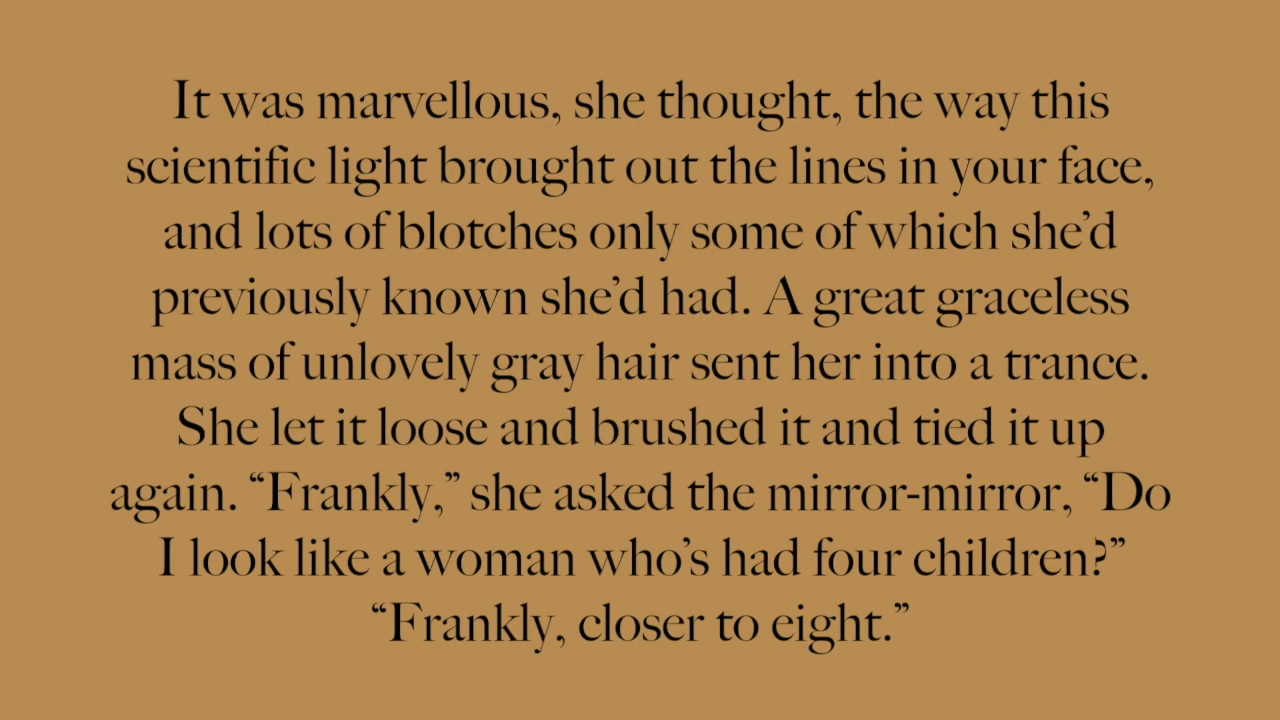 It was marvellous, she thought, the way this
scientific light brought out the lines in your face,
and lots of blotches only some of which she’d
previously known she’d had. A great graceless
mass of unlovely gray hair sent her into a trance.
She let it loose and brushed it and tied it up
again. “Frankly,” she asked the mirror-mirror, “Do
I look like a woman who’s had four children?”
“Frankly, closer to eight.”